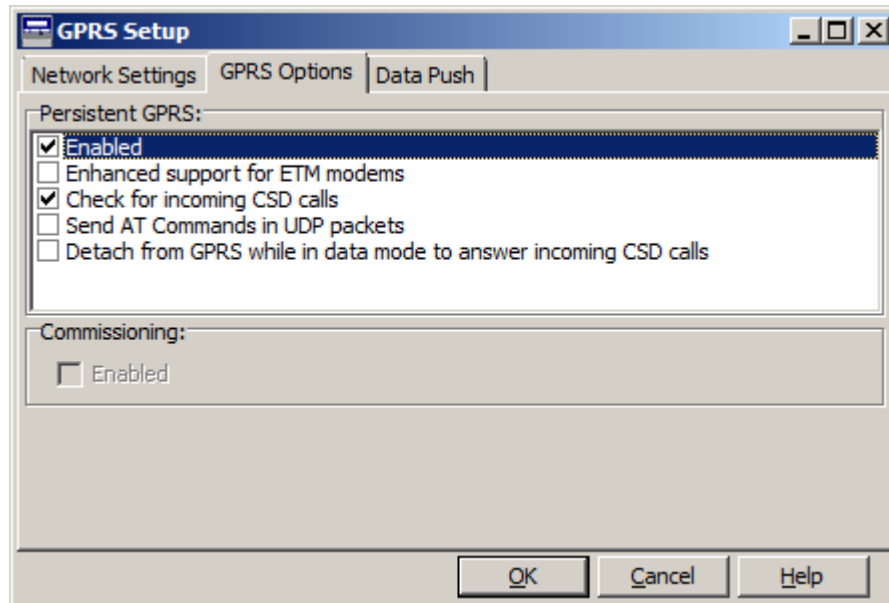 GPRS Setup
Network Settings GPRS Options Data Push
Persistent GPRS:
Enabled
Enhanced support for ETM modems
Check for incoming CSD calls
Send AT Commands in UDP packets
Detach from GPRS while in data mode to answer incoming CSD calls
Commissioning:
Enabled
OK Cancel Help